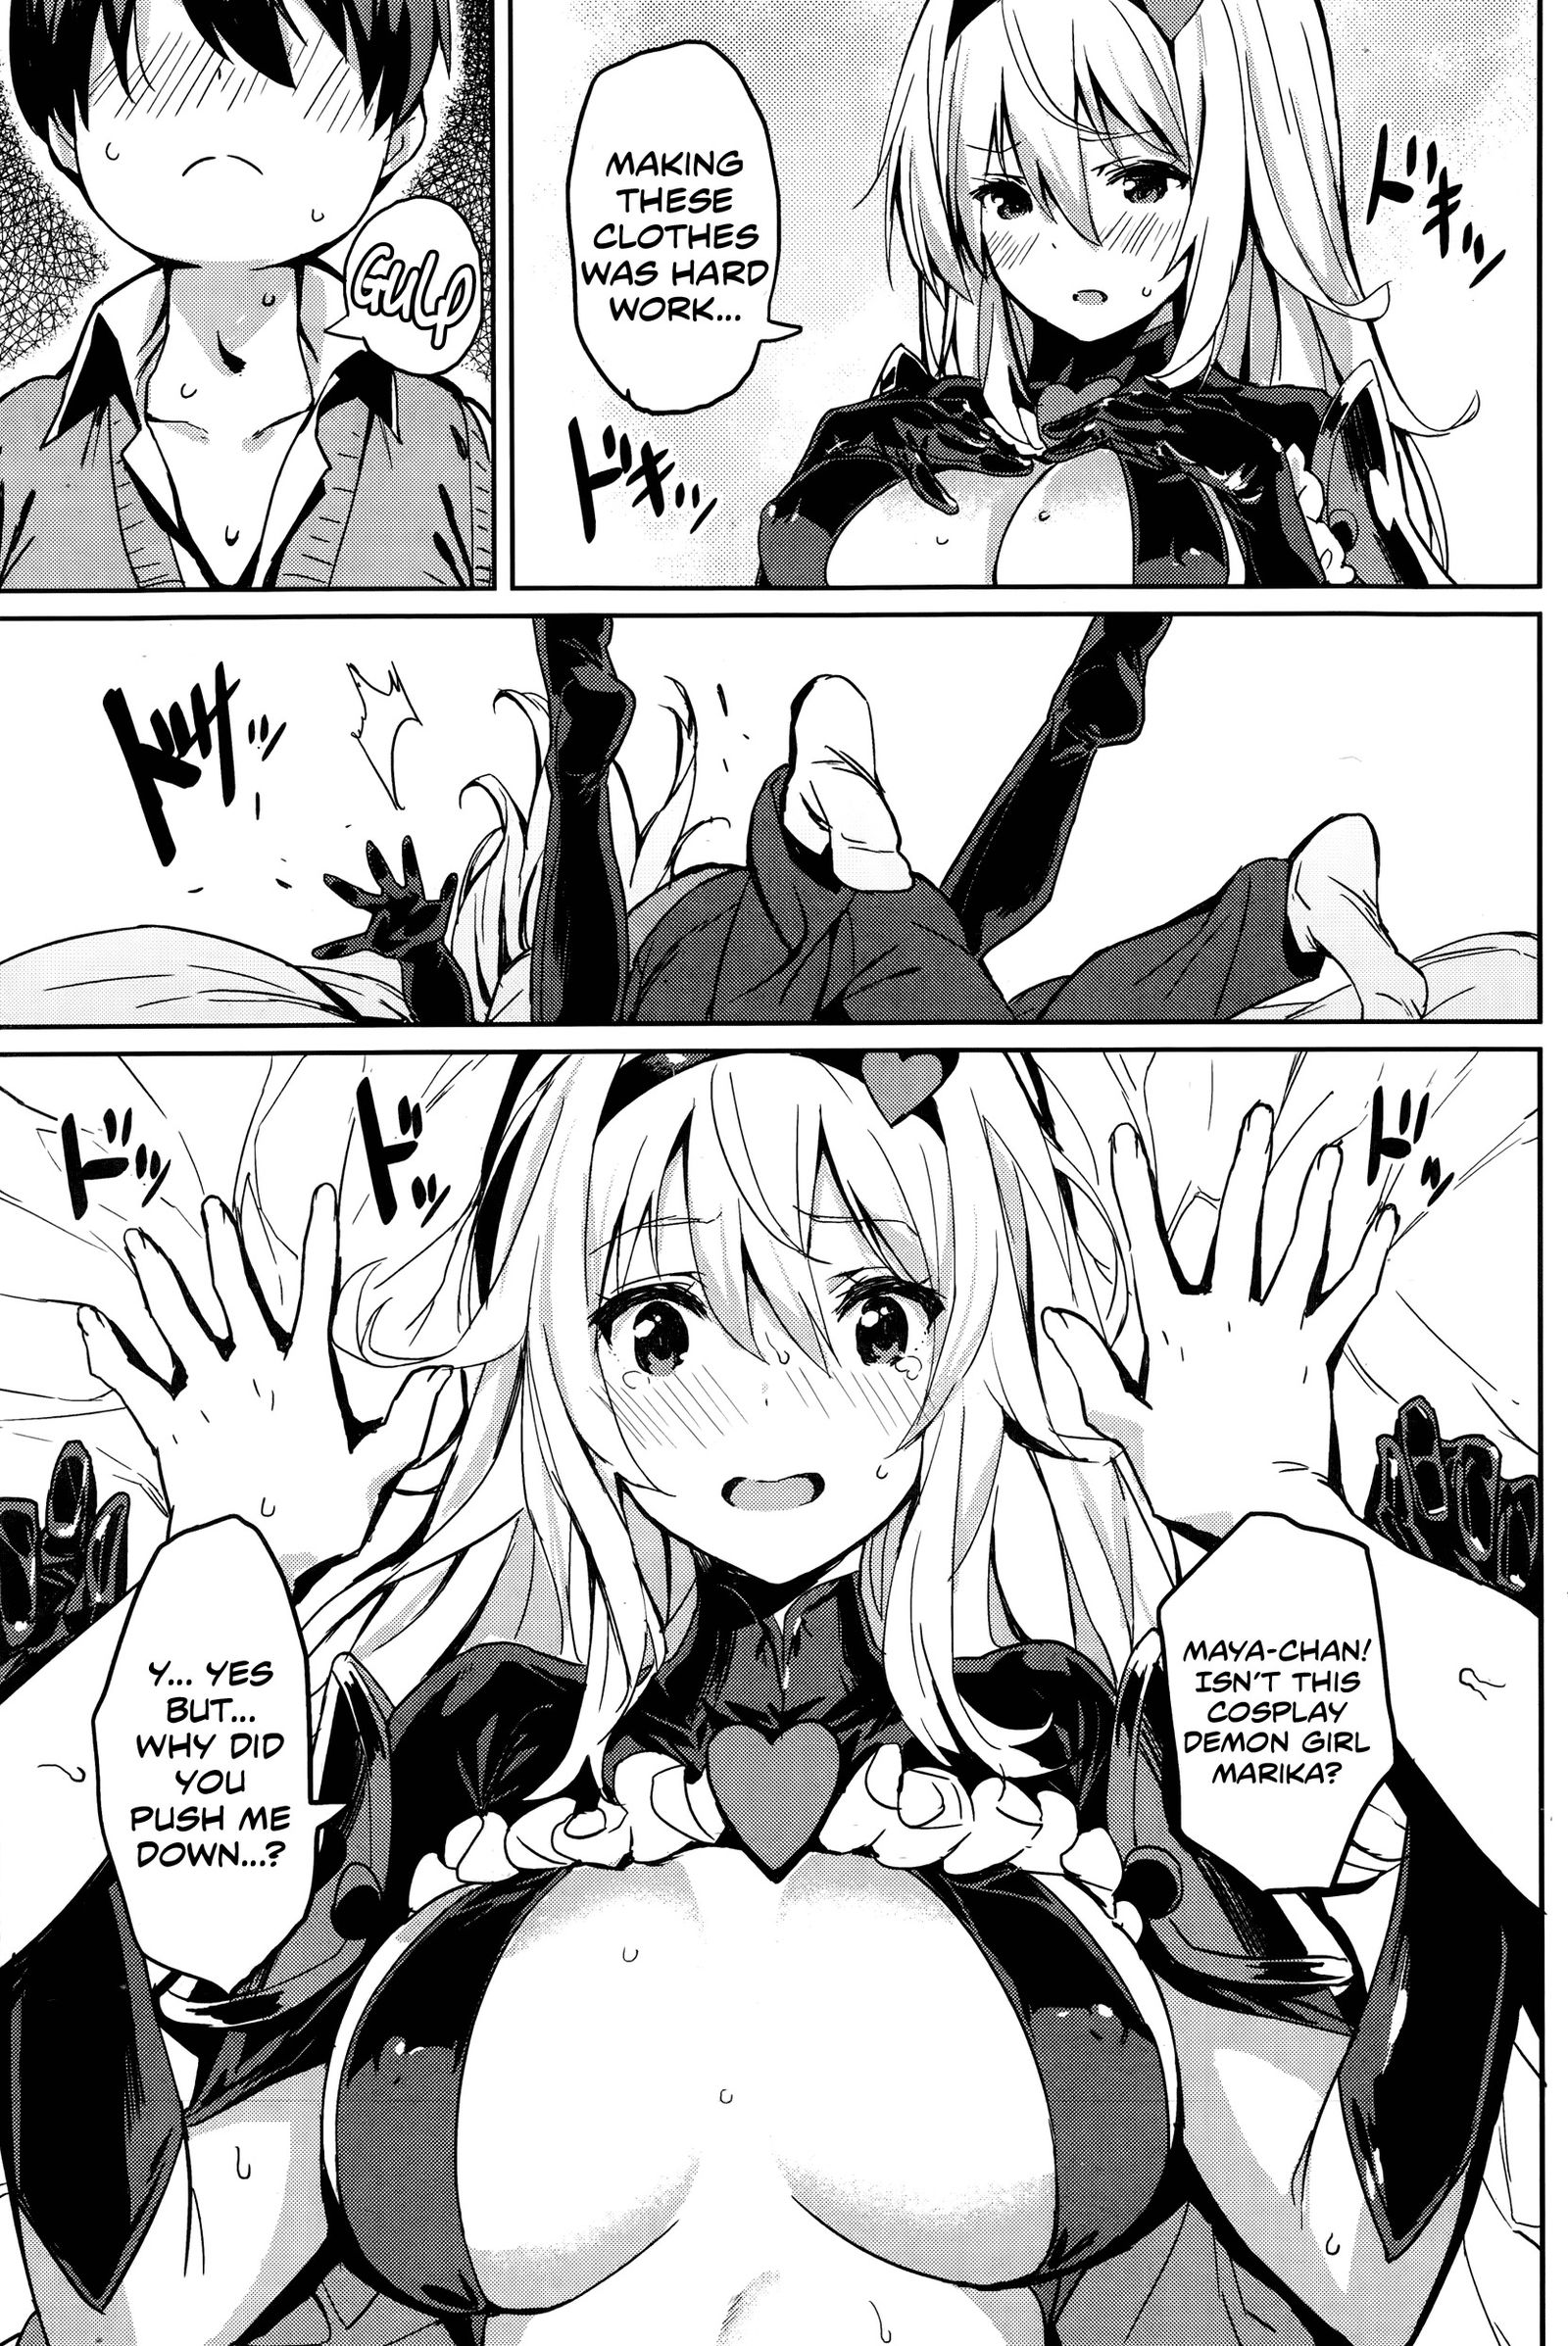 MAKING
THESE
CLOTHES
WAS HARD
WORK...
ドキッ
ドキッ
GULP
ドサッ
ドッ
ドッ
ドッ
MAYA-CHAN!
ISN'T THIS
COSPLAY
DEMON GIRL
MARIKA?
Y... YES
BUT...
WHY DID
YOU
PUSH ME
DOWN...?